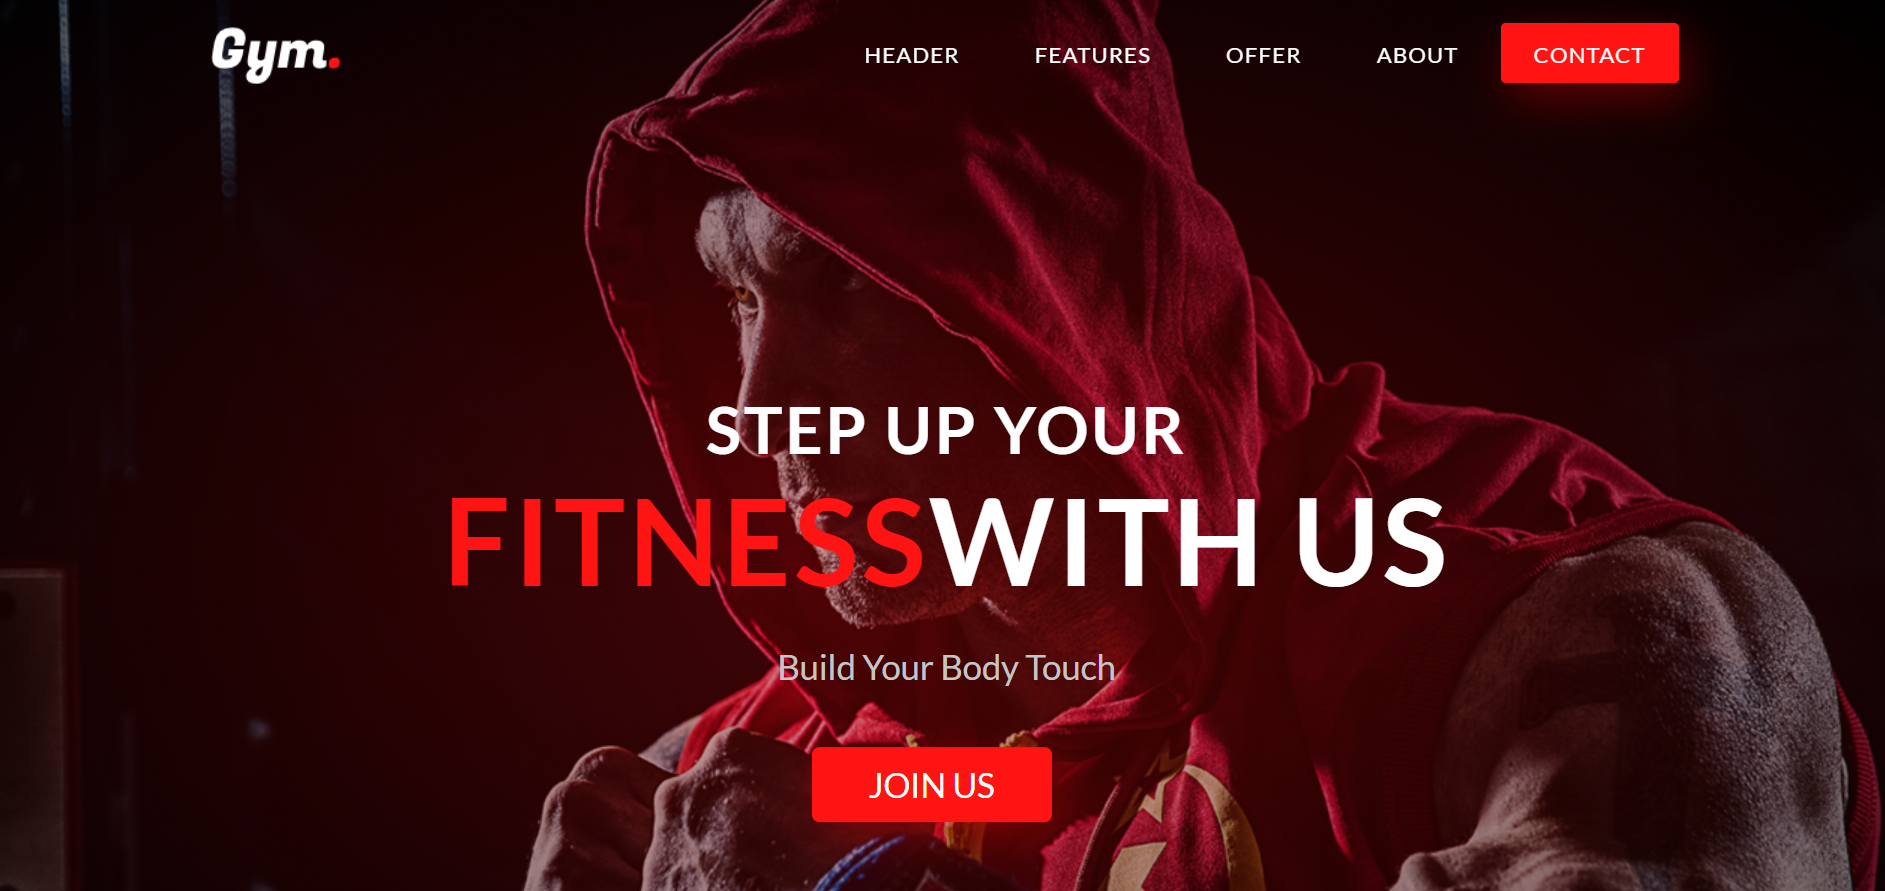 Gym.
HEADER FEATURES OFFER ABOUT CONTACT
STEP UP YOUR
FITNESSWITH US
Build Your Body Touch
JOIN US